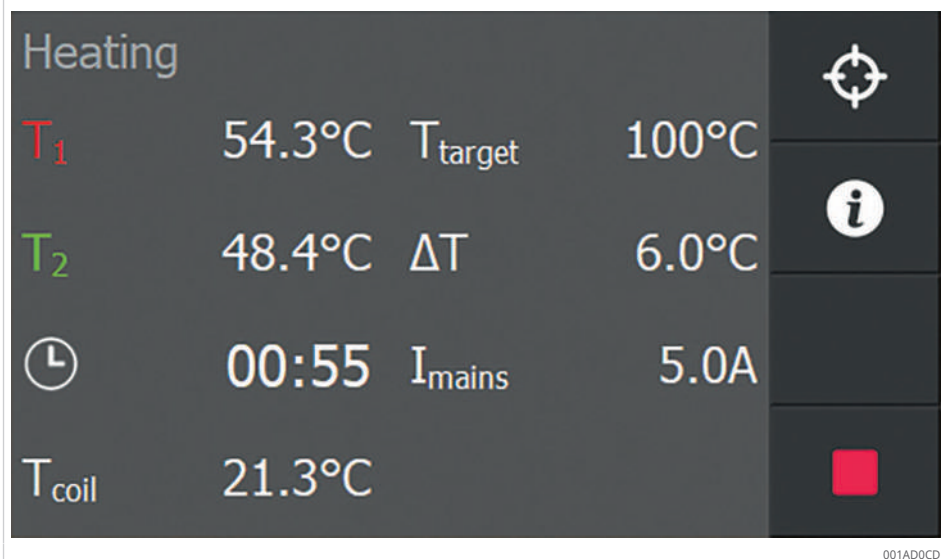 Heating
T1 54.3°C Ttarget 100°C
i
T2 48.4°C ΔT 6.0°C
00:55 Imains 5.0A
Tcoil 21.3°C
001AD0CD